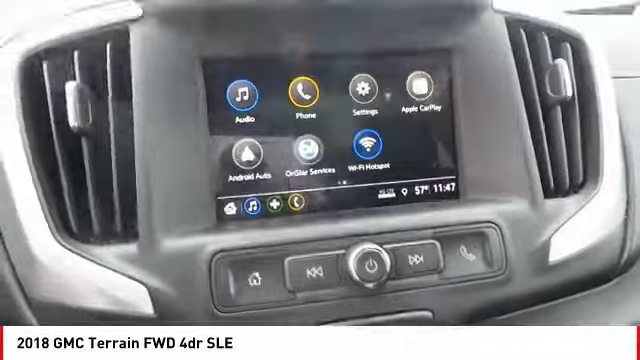 Audio
Phone
Settings
Apple CarPlay
Android Auto
OnStar Services
Wi-Fi Hotspot
57° 11:47
2018 GMC Terrain FWD 4dr SLE